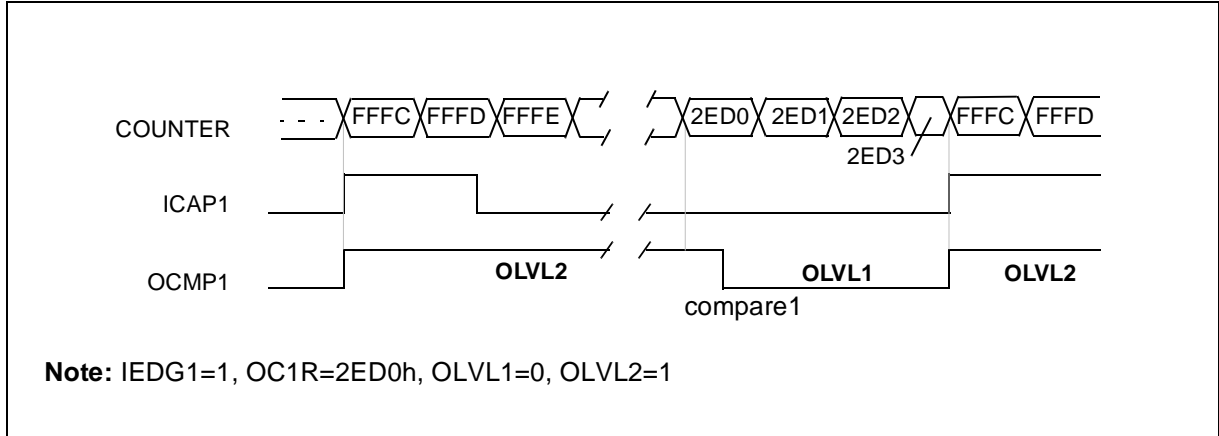 COUNTER - - - FFFC FFFD FFFE 2ED0 2ED1 2ED2 FFFC FFFD
2ED3
ICAP1
OCMP1 OLVL2 OLVL1 OLVL2
compare1
Note: IEDG1=1, OC1R=2ED0h, OLVL1=0, OLVL2=1